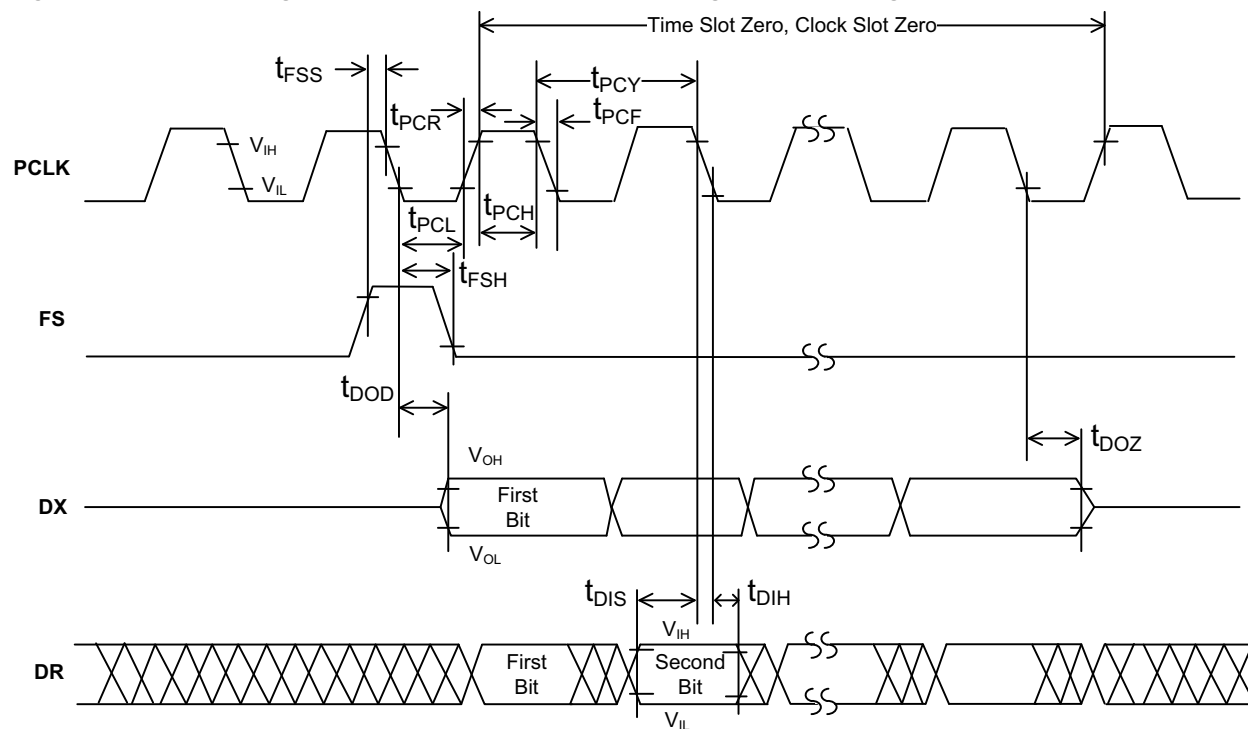 Time Slot Zero, Clock Slot Zero
tFSS
tPCY
tPCR
tPCF
PCLK
VIH
VIL
tPCH
tPCL
tFSH
FS
tDOD
tDOZ
VOH
DX
First
Bit
VOL
tDIS
tDIH
VIH
DR
First
Bit
Second
Bit
VIL